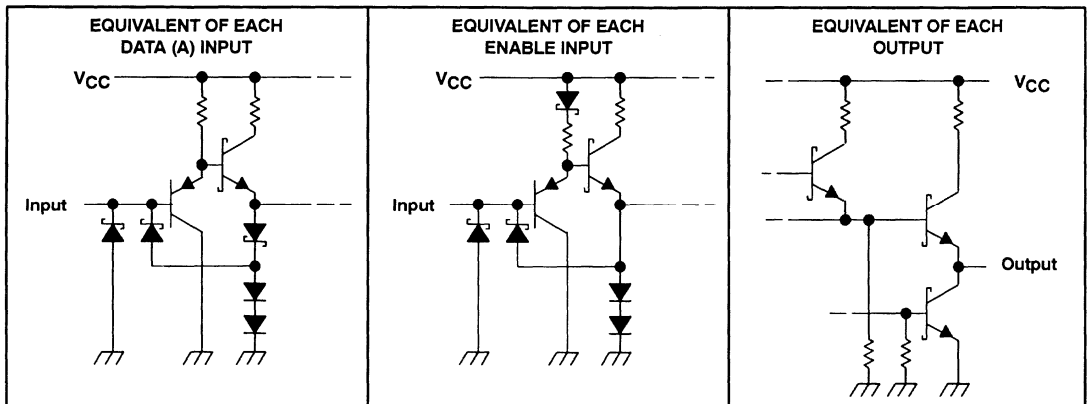 EQUIVALENT OF EACH
DATA (A) INPUT
VCC
Input
EQUIVALENT OF EACH
ENABLE INPUT
VCC
Input
EQUIVALENT OF EACH
OUTPUT
VCC
Output